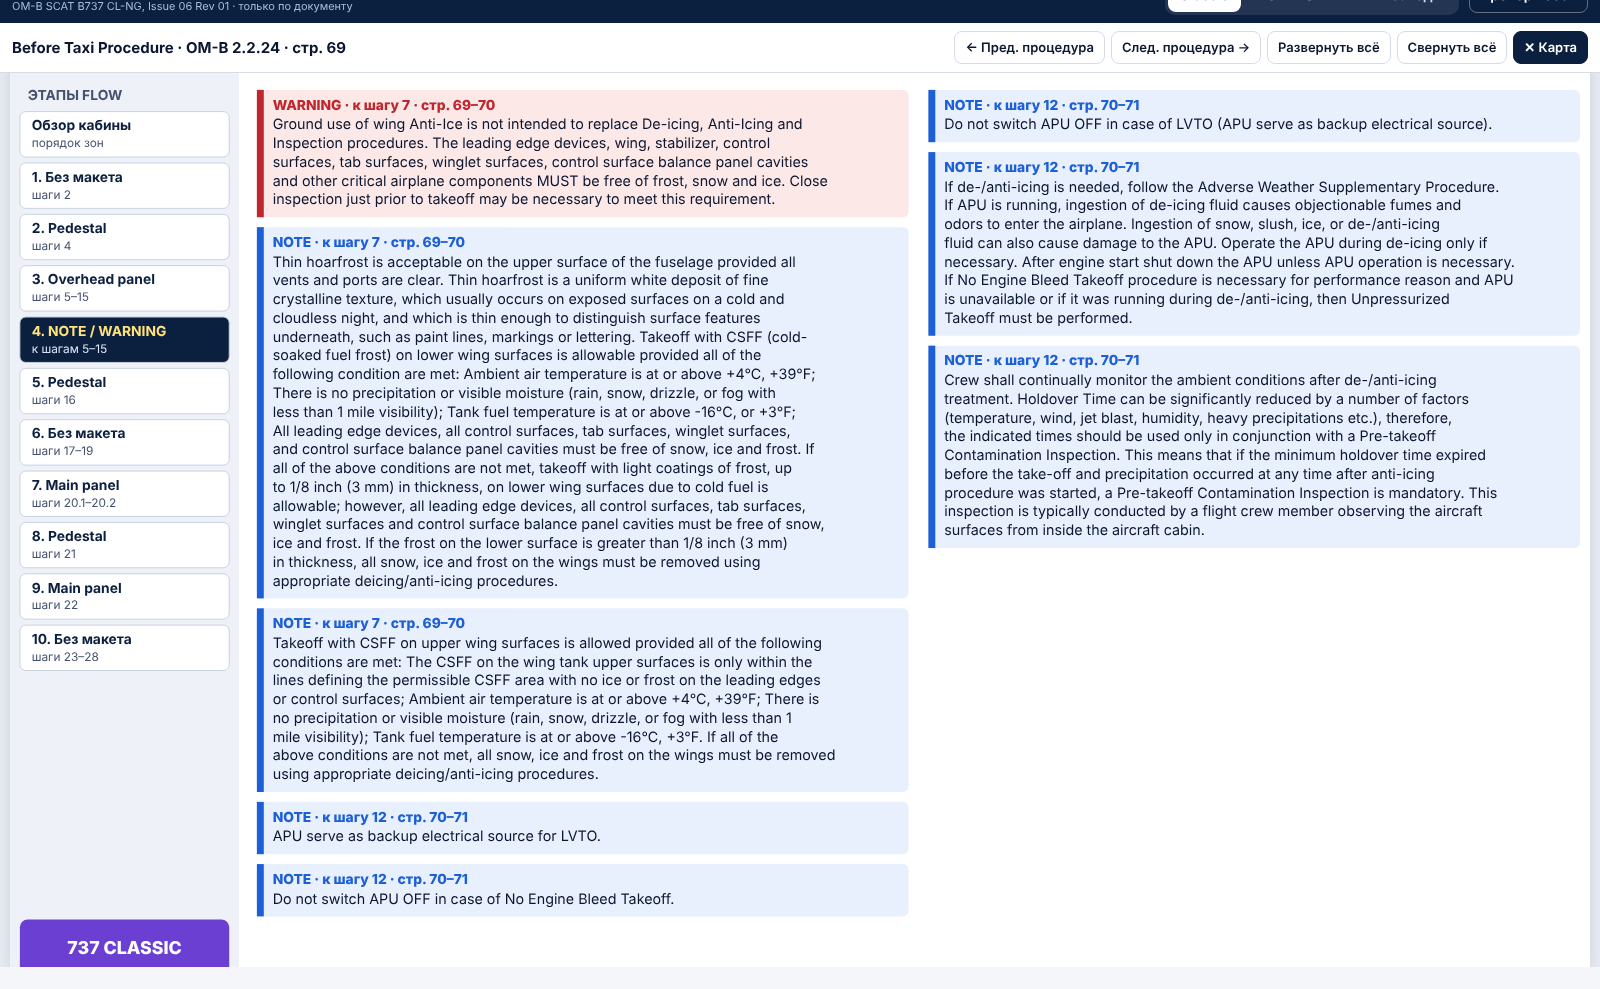 OM-B SCAT B737 CL-NG, Issue 06 Rev 01 · только по документу
Before Taxi Procedure · OM-B 2.2.24 · стр. 69
← Пред. процедура
След. процедура →
Развернуть всё
Свернуть всё
✕ Карта
ЭТАПЫ FLOW
Обзор кабины
порядок зон
1. Без макета
шаги 2
2. Pedestal
шаги 4
3. Overhead panel
шаги 5–15
4. NOTE / WARNING
к шагам 5–15
5. Pedestal
шаги 16
6. Без макета
шаги 17–19
7. Main panel
шаги 20.1–20.2
8. Pedestal
шаги 21
9. Main panel
шаги 22
10. Без макета
шаги 23–28
737 CLASSIC
WARNING · к шагу 7 · стр. 69–70
Ground use of wing Anti-Ice is not intended to replace De-icing, Anti-Icing and
Inspection procedures. The leading edge devices, wing, stabilizer, control
surfaces, tab surfaces, winglet surfaces, control surface balance panel cavities
and other critical airplane components MUST be free of frost, snow and ice. Close
inspection just prior to takeoff may be necessary to meet this requirement.
NOTE · к шагу 7 · стр. 69–70
Thin hoarfrost is acceptable on the upper surface of the fuselage provided all
vents and ports are clear. Thin hoarfrost is a uniform white deposit of fine
crystalline texture, which usually occurs on exposed surfaces on a cold and
cloudless night, and which is thin enough to distinguish surface features
underneath, such as paint lines, markings or lettering. Takeoff with CSFF (cold-
soaked fuel frost) on lower wing surfaces is allowable provided all of the
following condition are met: Ambient air temperature is at or above +4°C, +39°F;
There is no precipitation or visible moisture (rain, snow, drizzle, or fog with
less than 1 mile visibility); Tank fuel temperature is at or above -16°C, or +3°F;
All leading edge devices, all control surfaces, tab surfaces, winglet surfaces,
and control surface balance panel cavities must be free of snow, ice and frost. If
all of the above conditions are not met, takeoff with light coatings of frost, up
to 1/8 inch (3 mm) in thickness, on lower wing surfaces due to cold fuel is
allowable; however, all leading edge devices, all control surfaces, tab surfaces,
winglet surfaces and control surface balance panel cavities must be free of snow,
ice and frost. If the frost on the lower surface is greater than 1/8 inch (3 mm)
in thickness, all snow, ice and frost on the wings must be removed using
appropriate deicing/anti-icing procedures.
NOTE · к шагу 7 · стр. 69–70
Takeoff with CSFF on upper wing surfaces is allowed provided all of the following
conditions are met: The CSFF on the wing tank upper surfaces is only within the
lines defining the permissible CSFF area with no ice or frost on the leading edges
or control surfaces; Ambient air temperature is at or above +4°C, +39°F; There is
no precipitation or visible moisture (rain, snow, drizzle, or fog with less than 1
mile visibility); Tank fuel temperature is at or above -16°C, +3°F. If all of the
above conditions are not met, all snow, ice and frost on the wings must be removed
using appropriate deicing/anti-icing procedures.
NOTE · к шагу 12 · стр. 70–71
APU serve as backup electrical source for LVTO.
NOTE · к шагу 12 · стр. 70–71
Do not switch APU OFF in case of No Engine Bleed Takeoff.
NOTE · к шагу 12 · стр. 70–71
Do not switch APU OFF in case of LVTO (APU serve as backup electrical source).
NOTE · к шагу 12 · стр. 70–71
If de-/anti-icing is needed, follow the Adverse Weather Supplementary Procedure.
If APU is running, ingestion of de-icing fluid causes objectionable fumes and
odors to enter the airplane. Ingestion of snow, slush, ice, or de-/anti-icing
fluid can also cause damage to the APU. Operate the APU during de-icing only if
necessary. After engine start shut down the APU unless APU operation is necessary.
If No Engine Bleed Takeoff procedure is necessary for performance reason and APU
is unavailable or if it was running during de-/anti-icing, then Unpressurized
Takeoff must be performed.
NOTE · к шагу 12 · стр. 70–71
Crew shall continually monitor the ambient conditions after de-/anti-icing
treatment. Holdover Time can be significantly reduced by a number of factors
(temperature, wind, jet blast, humidity, heavy precipitations etc.), therefore,
the indicated times should be used only in conjunction with a Pre-takeoff
Contamination Inspection. This means that if the minimum holdover time expired
before the take-off and precipitation occurred at any time after anti-icing
procedure was started, a Pre-takeoff Contamination Inspection is mandatory. This
inspection is typically conducted by a flight crew member observing the aircraft
surfaces from inside the aircraft cabin.